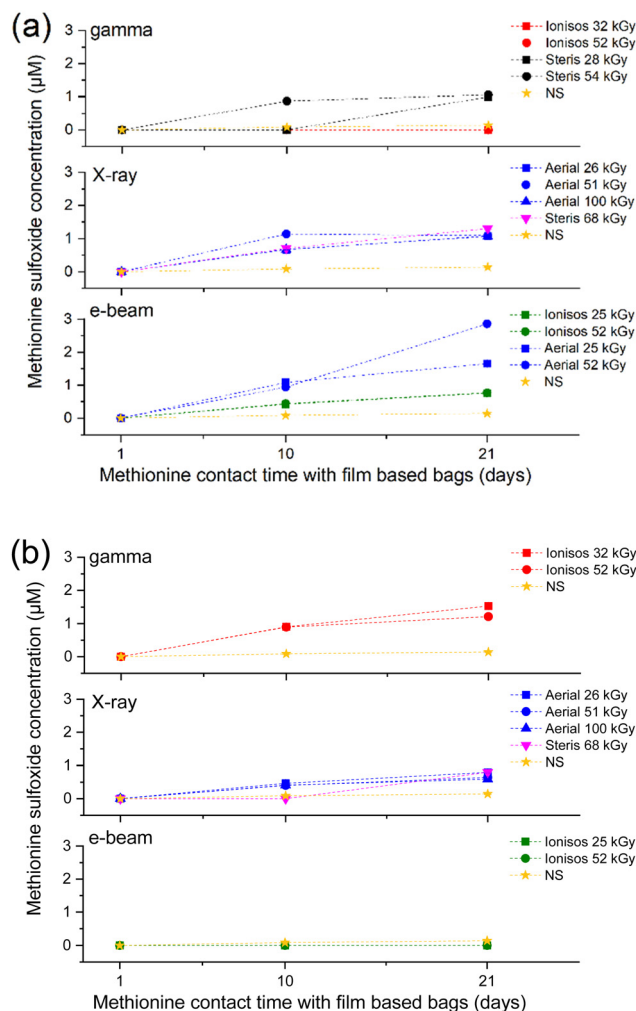 (a)
gamma
Ionisos 32 kGy
Ionisos 52 kGy
Steris 28 kGy
Steris 54 kGy
NS
3
2
1
0
X-ray
Aerial 26 kGy
Aerial 51 kGy
Aerial 100 kGy
Steris 68 kGy
NS
3
2
1
0
e-beam
Ionisos 25 kGy
Ionisos 52 kGy
Aerial 25 kGy
Aerial 52 kGy
NS
3
2
1
0
Methionine sulfoxide concentration (µM)
1 10 21
Methionine contact time with film based bags (days)
(b)
gamma
Ionisos 32 kGy
Ionisos 52 kGy
NS
3
2
1
0
X-ray
Aerial 26 kGy
Aerial 51 kGy
Aerial 100 kGy
Steris 68 kGy
NS
3
2
1
0
e-beam
Ionisos 25 kGy
Ionisos 52 kGy
NS
3
2
1
0
Methionine sulfoxide concentration (µM)
1 10 21
Methionine contact time with film based bags (days)